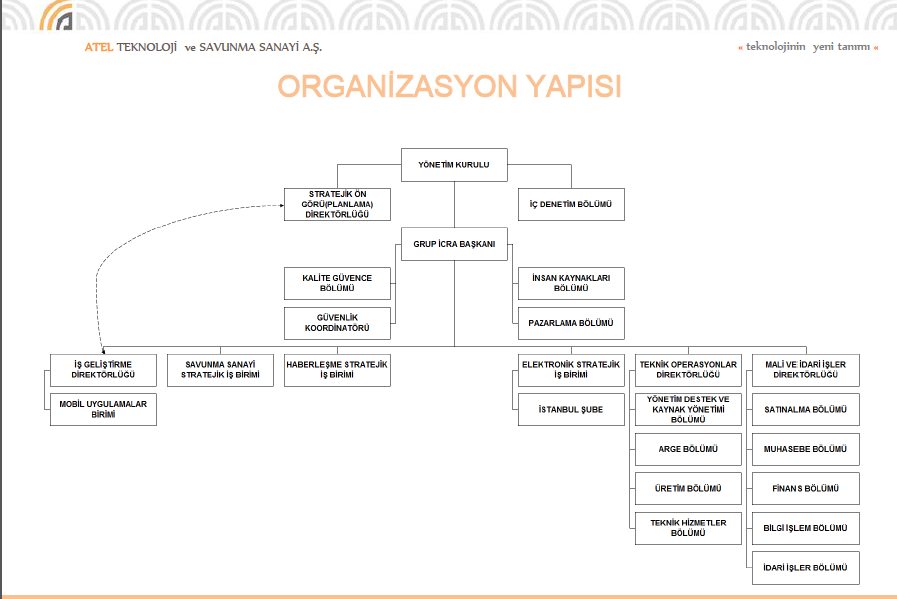 ATEL TEKNOLOJİ ve SAVUNMA SANAYİ A.Ş.
« teknolojinin yeni tanımı «
ORGANİZASYON YAPISI
YÖNETİM KURULU
STRATEJİK ÖN
GÖRÜ(PLANLAMA)
DİREKTÖRLÜĞÜ
İÇ DENETİM BÖLÜMÜ
GRUP İCRA BAŞKANI
KALİTE GÜVENCE
BÖLÜMÜ
İNSAN KAYNAKLARI
BÖLÜMÜ
GÜVENLİK
KOORDİNATÖRÜ
PAZARLAMA BÖLÜMÜ
İŞ GELİŞTİRME
DİREKTÖRLÜĞÜ
SAVUNMA SANAYİ
STRATEJİK İŞ BİRİMİ
HABERLEŞME STRATEJİK
İŞ BİRİMİ
ELEKTRONİK STRATEJİK
İŞ BİRİMİ
TEKNİK OPERASYONLAR
DİREKTÖRLÜĞÜ
MALİ VE İDARİ İŞLER
DİREKTÖRLÜĞÜ
MOBİL UYGULAMALAR
BİRİMİ
İSTANBUL ŞUBE
YÖNETİM DESTEK VE
KAYNAK YÖNETİMİ
BÖLÜMÜ
SATINALMA BÖLÜMÜ
ARGE BÖLÜMÜ
MUHASEBE BÖLÜMÜ
ÜRETİM BÖLÜMÜ
FİNANS BÖLÜMÜ
TEKNİK HİZMETLER
BÖLÜMÜ
BİLGİ İŞLEM BÖLÜMÜ
İDARİ İŞLER BÖLÜMÜ